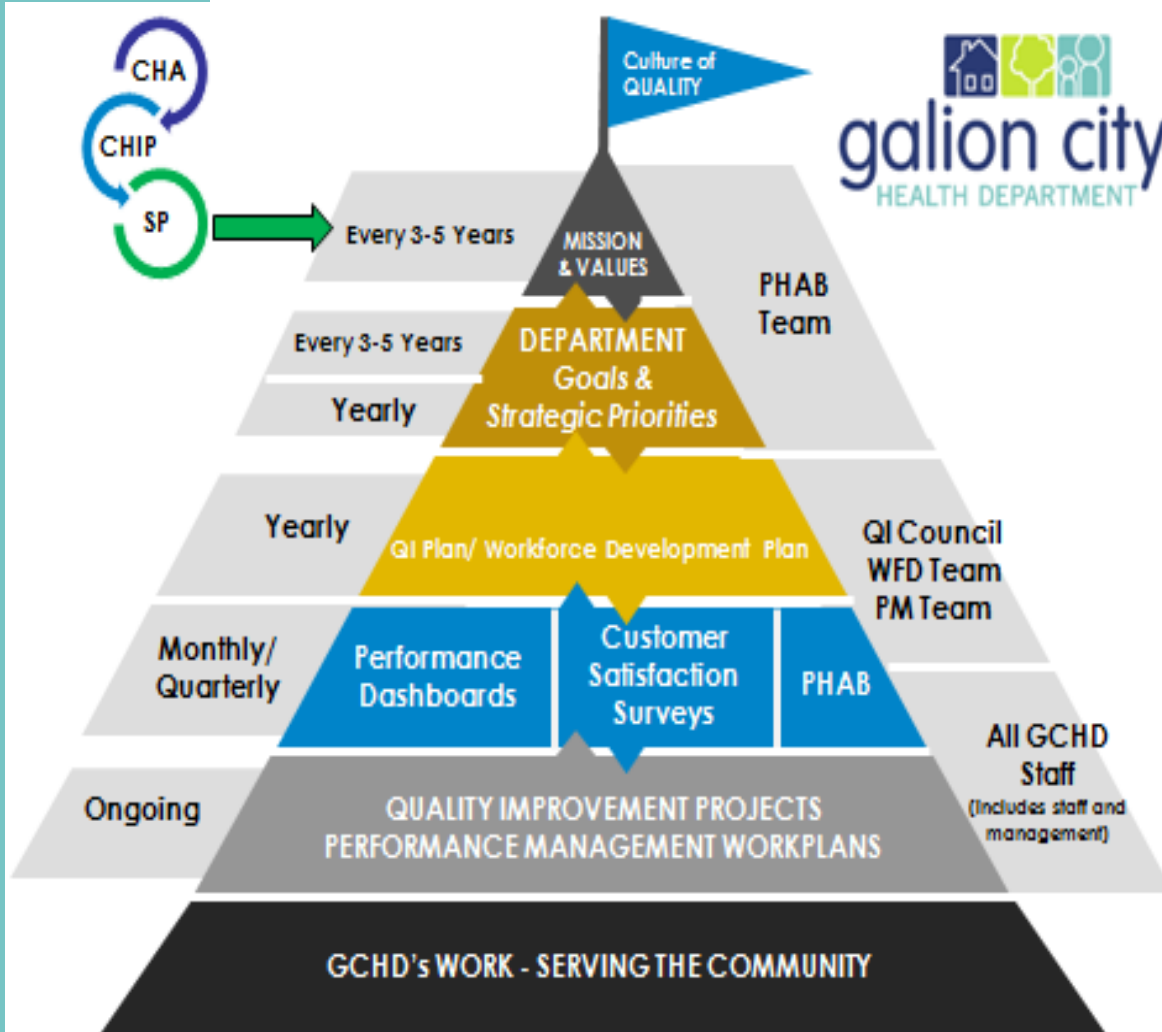 CHA
CHIP
SP
Culture of
QUALITY
galion city
HEALTH DEPARTMENT
Every 3-5 Years
MISSION
& VALUES
PHAB
Team
Every 3-5 Years
Yearly
DEPARTMENT
Goals &
Strategic Priorities
Yearly
QI Plan/ Workforce Development Plan
QI Council
WFD Team
PM Team
Monthly/
Quarterly
Performance
Dashboards
Customer
Satisfaction
Surveys
PHAB
All GCHD
Staff
(Includes staff and
management)
Ongoing
QUALITY IMPROVEMENT PROJECTS
PERFORMANCE MANAGEMENT WORKPLANS
GCHD's WORK - SERVING THE COMMUNITY